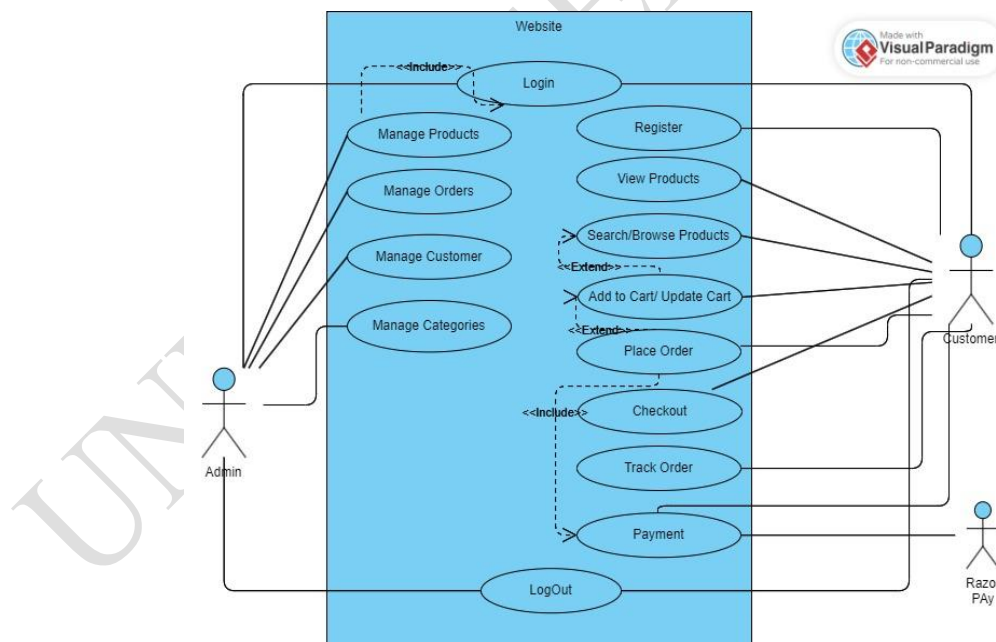 Website
Made with
Visual Paradigm
For non-commercial use
<<Include>>
Login
Manage Products
Register
View Products
Manage Orders
Search/Browse Products
Manage Customer
<<Extend>>
Add to Cart/ Update Cart
Manage Categories
<<Extend>>
Place Order
Customer
<<Include>>
Checkout
Admin
Track Order
Payment
LogOut
Razo
PAy
UN